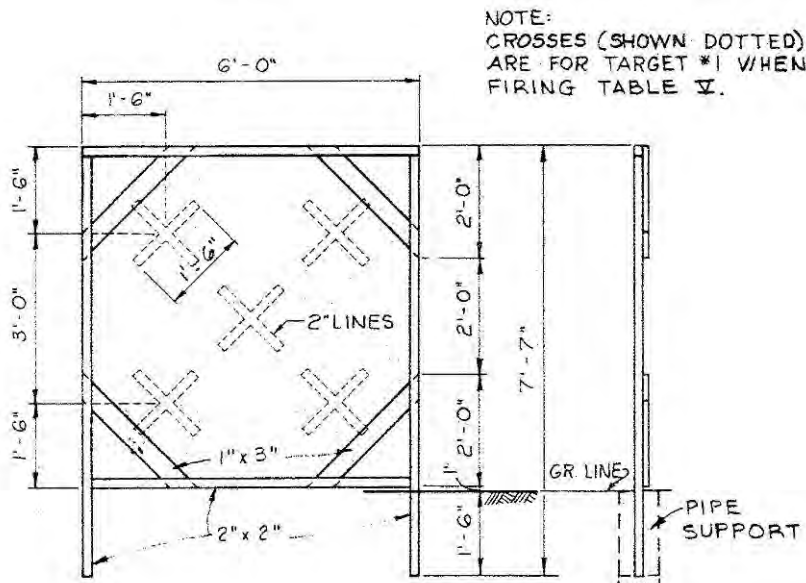 NOTE:
CROSSES (SHOWN DOTTED)
ARE FOR TARGET #1 WHEN
FIRING TABLE V.
6'-0"
1'-6"
1'-6"
3'-0"
1'-6"
1'-6"
2" LINES
1" x 3"
2" x 2"
2'-0"
2'-0"
2'-0"
1"
1'-6"
7'-7"
GR. LINE
PIPE
SUPPORT